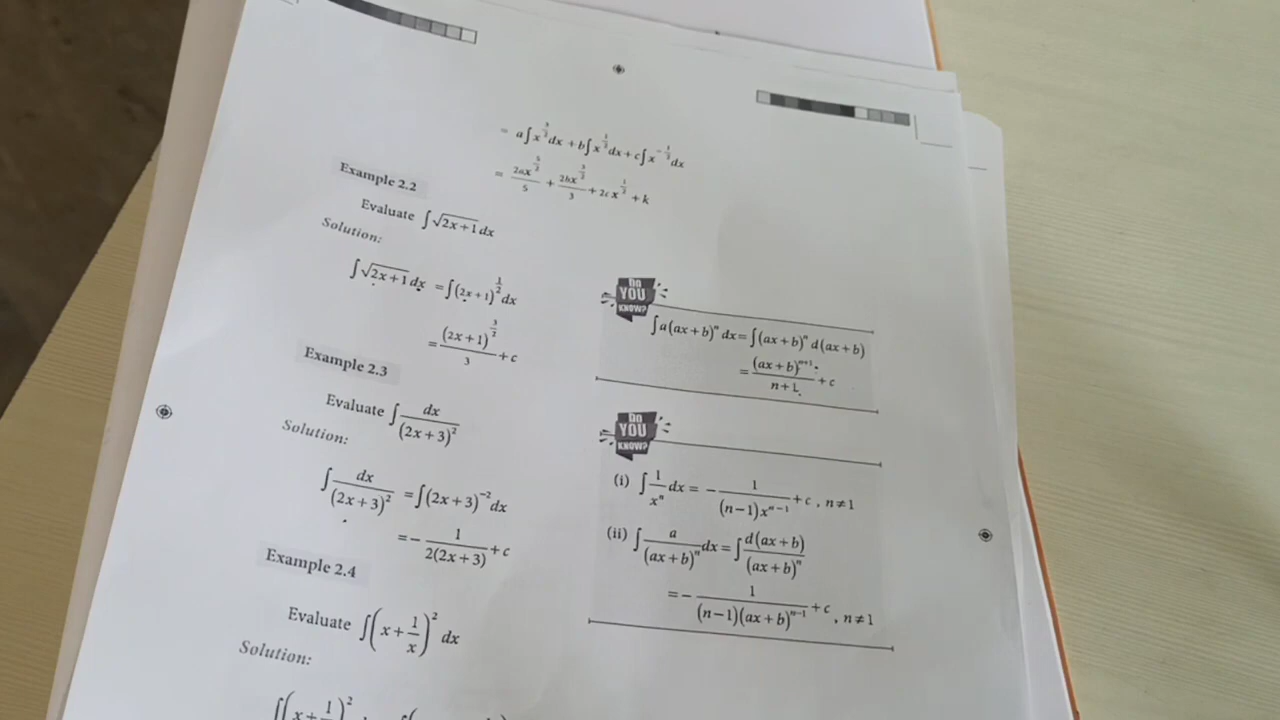 = a∫x^(3/2) dx + b∫x^(1/2) dx + c∫x^(-1/2) dx
= 2ax^(5/2)/5 + 2bx^(3/2)/3 + 2cx^(1/2) + k
Example 2.2
Evaluate ∫√(2x+1) dx
Solution:
∫√(2x+1) dx = ∫(2x+1)^(1/2) dx
= (2x+1)^(3/2)/3 + c
Example 2.3
Evaluate ∫ dx/(2x+3)²
Solution:
∫ dx/(2x+3)² = ∫(2x+3)^(-2) dx
= - 1/(2(2x+3)) + c
Example 2.4
Evaluate ∫(x + 1/x)² dx
Solution:
∫(x + 1/x)²
Do
YOU
KNOW?
∫a(ax+b)^n dx = ∫(ax+b)^n d(ax+b)
= (ax+b)^(n+1)/(n+1) + c
Do
YOU
KNOW?
(i) ∫ 1/x^n dx = - 1/((n-1)x^(n-1)) + c , n≠1
(ii) ∫ a/(ax+b)^n dx = ∫ d(ax+b)/(ax+b)^n
= - 1/((n-1)(ax+b)^(n-1)) + c , n≠1